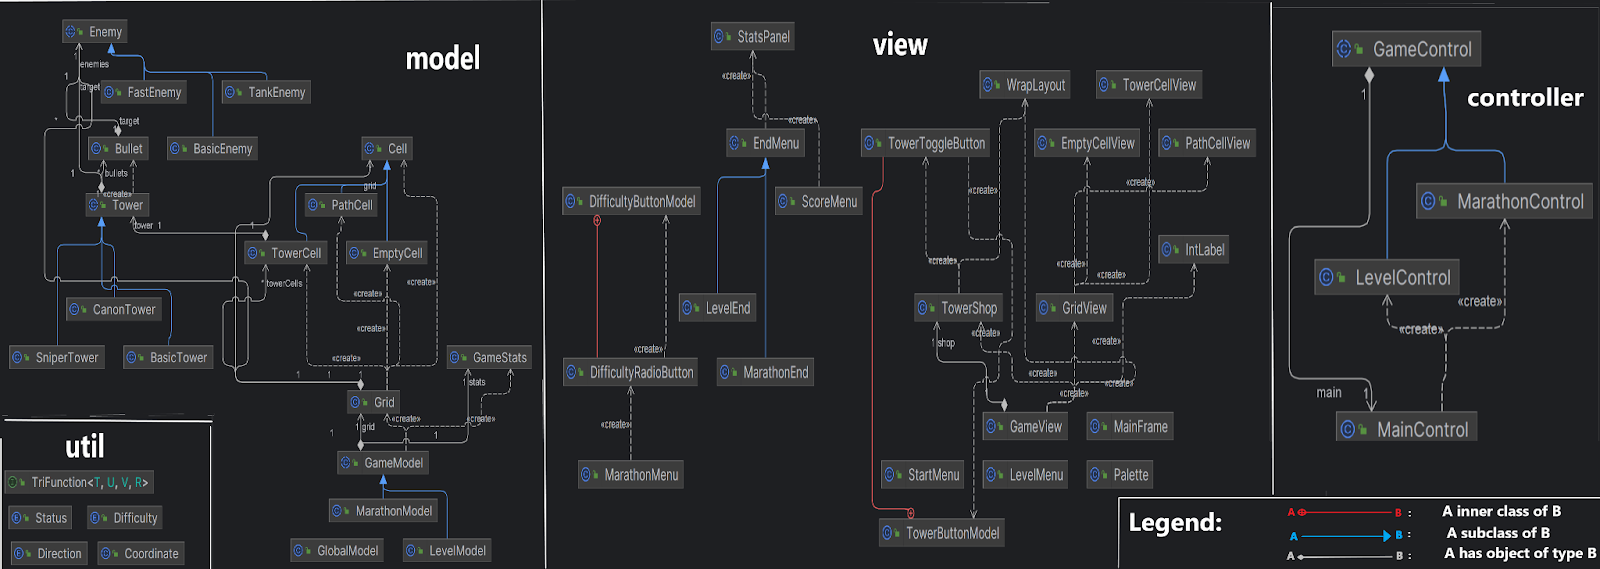 model
Enemy
1
enemies
1
target
FastEnemy
TankEnemy
target
Bullet
BasicEnemy
Cell
1
bullets
1
«create»
grid
Tower
PathCell
tower 1
TowerCell
EmptyCell
* towerCells
«create»
«create»
CanonTower
«create»
SniperTower
BasicTower
«create»
GameStats
1
1
1
1 stats
Grid
«create»
«create»
1
1 grid
1
GameModel
MarathonModel
GlobalModel
LevelModel
util
TriFunction<T, U, V, R>
Status
Difficulty
Direction
Coordinate
view
StatsPanel
«create»
WrapLayout
TowerCellView
«create»
EndMenu
TowerToggleButton
EmptyCellView
PathCellView
«create»
DifficultyButtonModel
ScoreMenu
IntLabel
«create»
«create»
«create»
LevelEnd
TowerShop
GridView
«create»
1 shop
«create»
DifficultyRadioButton
MarathonEnd
«create»
«create»
«create»
GameView
MainFrame
MarathonMenu
StartMenu
LevelMenu
Palette
TowerButtonModel
controller
GameControl
1
MarathonControl
LevelControl
«create»
«create»
main
1
MainControl
Legend:
A B : A inner class of B
A B : A subclass of B
A B : A has object of type B